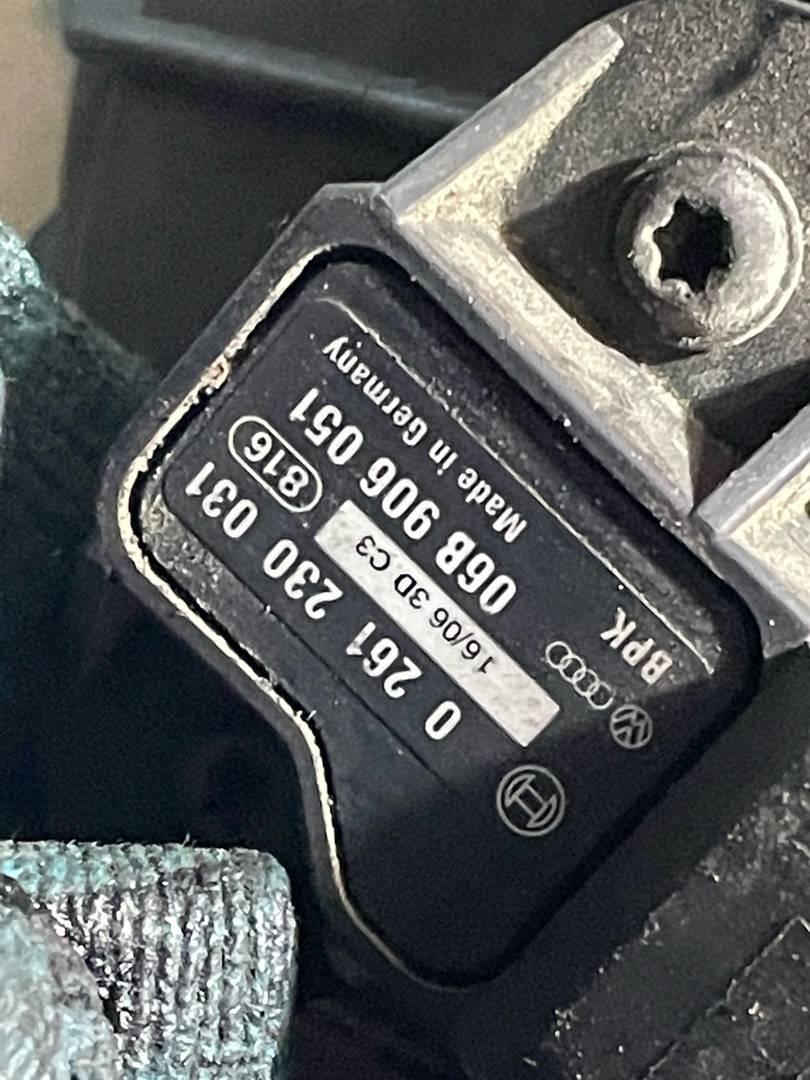 0 261 230 031
16/06 3D C3 816
06B 906 051
BPK Made in Germany